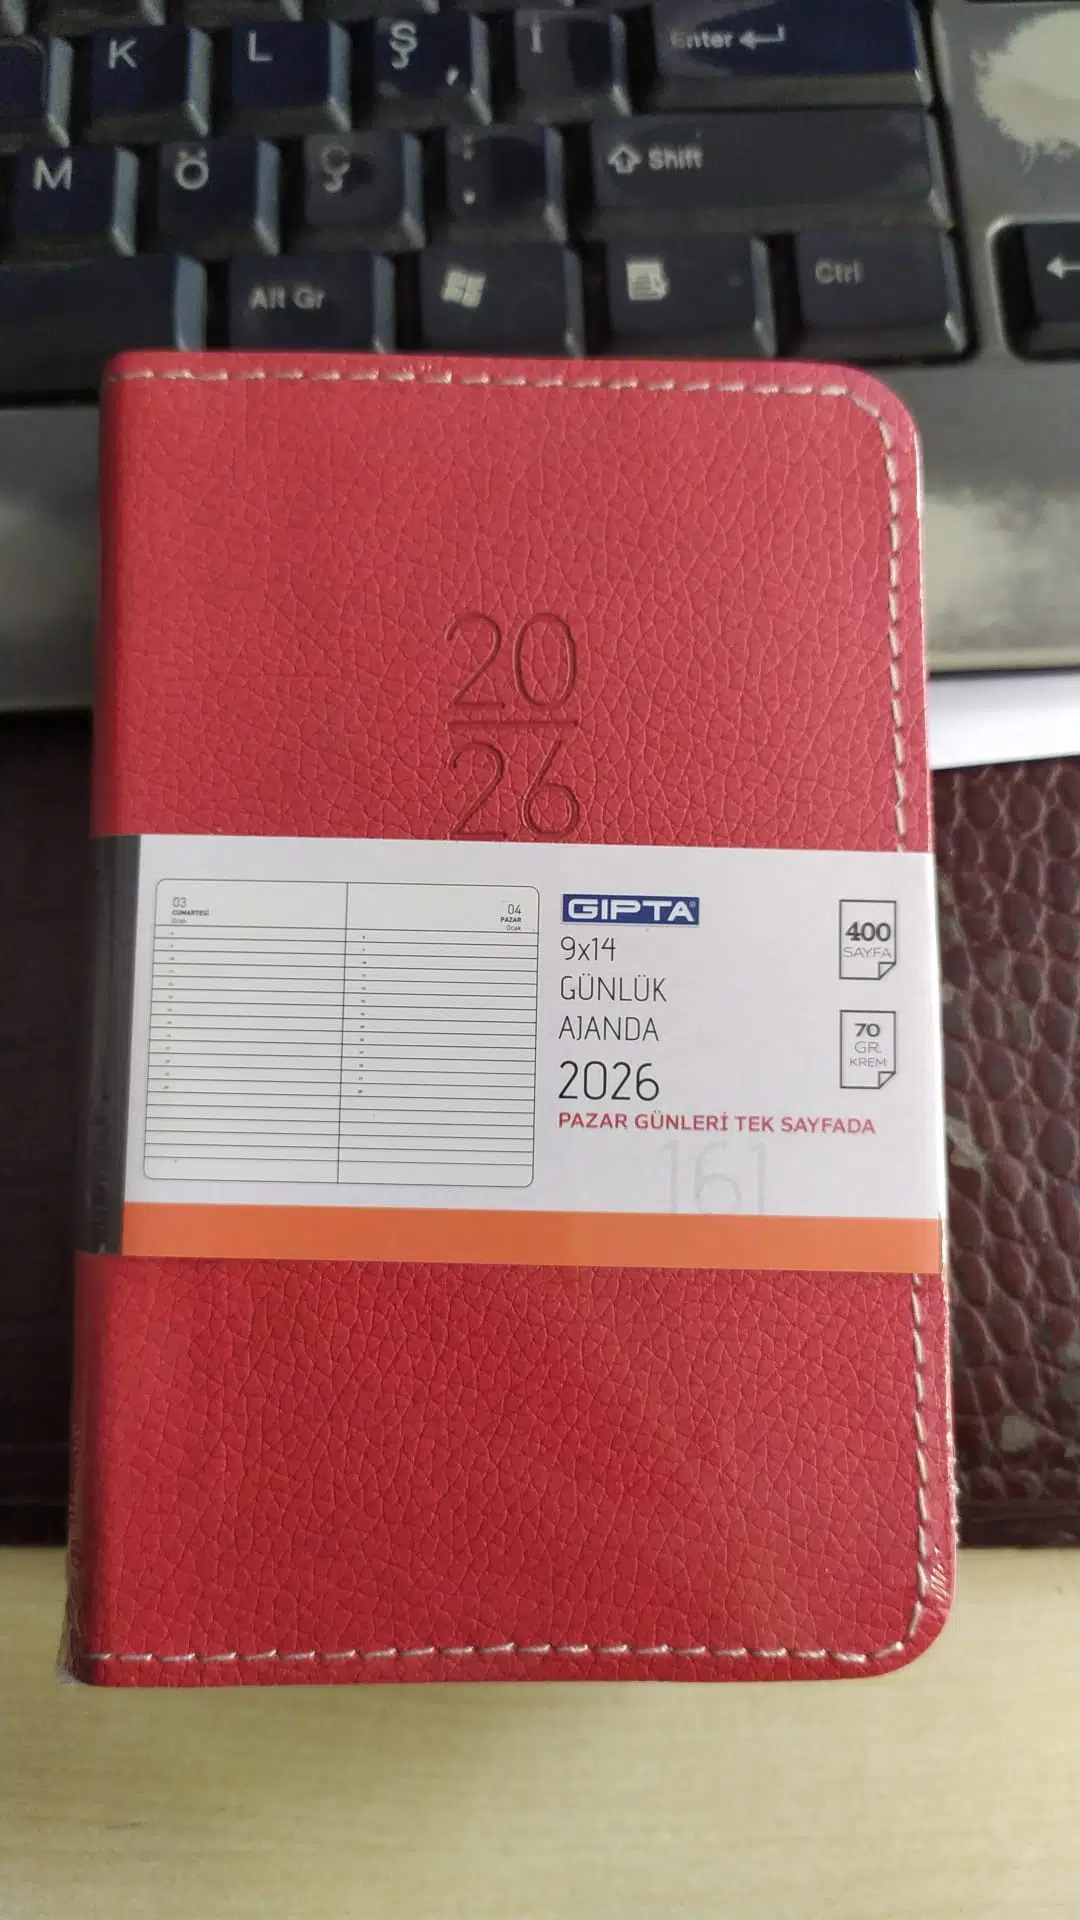 K L Ş , İ Enter
M Ö Ç : . Shift
Alt Gr Ctrl
20
26
03
CUMARTESİ
Ocak
04
PAZAR
Ocak
GIPTA®
9x14
GÜNLÜK
AJANDA
2026
PAZAR GÜNLERİ TEK SAYFADA
161
400
SAYFA
70
GR.
KREM